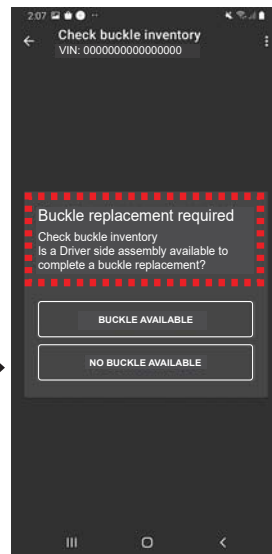 2:07
Check buckle inventory
VIN: 0000000000000000
Buckle replacement required
Check buckle inventory
Is a Driver side assembly available to
complete a buckle replacement?
BUCKLE AVAILABLE
NO BUCKLE AVAILABLE